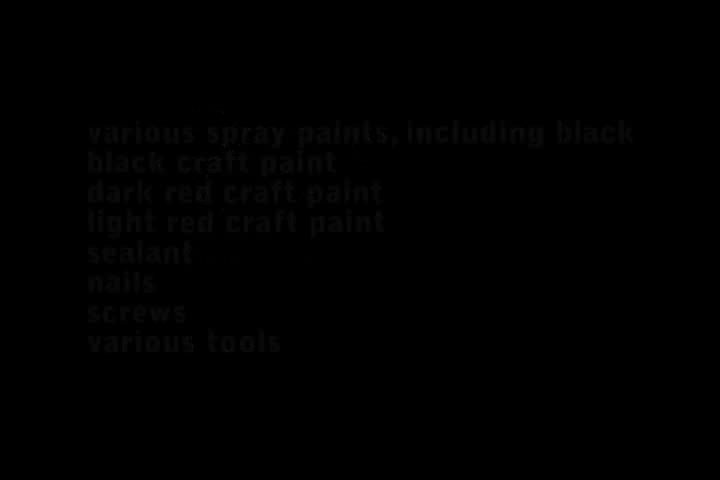 various spray paints, including black
black craft paint
dark red craft paint
light red craft paint
sealant
nails
screws
various tools